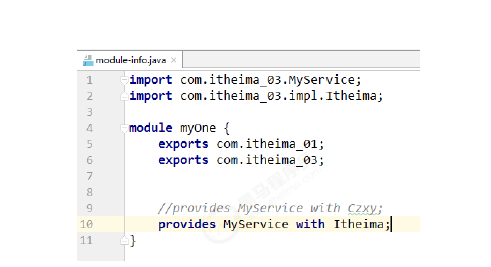 module-info.java
1 import com.itheima_03.MyService;
2 import com.itheima_03.impl.Itheima;
3
4 module myOne {
5 exports com.itheima_01;
6 exports com.itheima_03;
7
8
9 //provides MyService with Czxy;
10 provides MyService with Itheima;
11 }